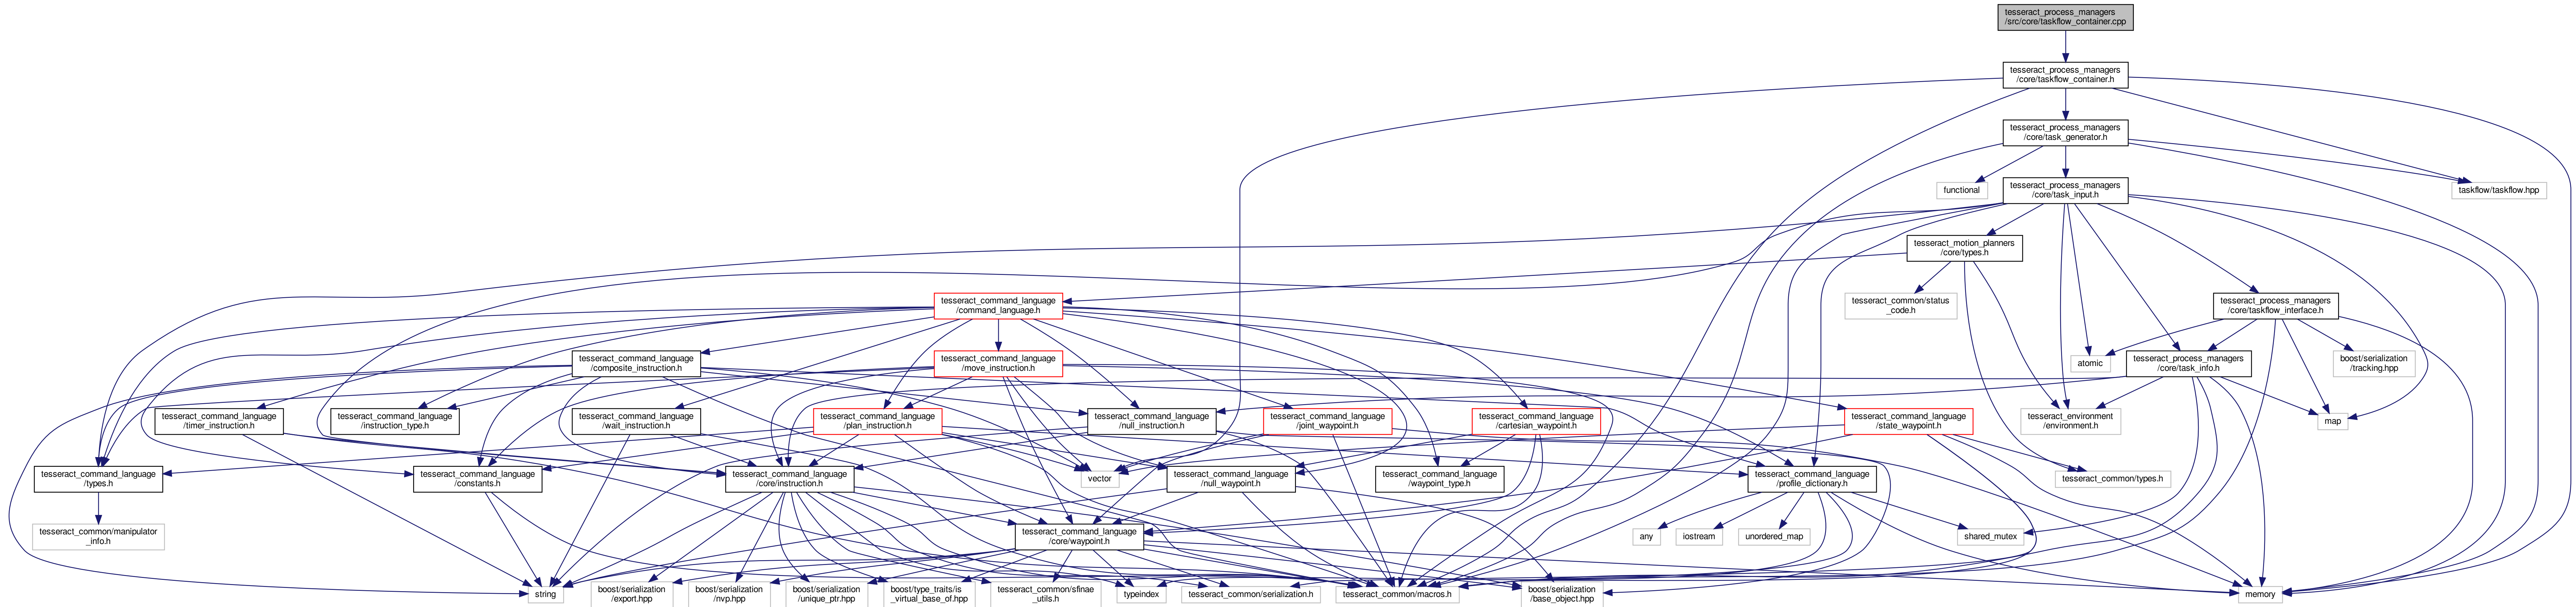 tesseract_process_managers
/src/core/taskflow_container.cpp
tesseract_process_managers
/core/taskflow_container.h
tesseract_process_managers
/core/task_generator.h
functional
tesseract_process_managers
/core/task_input.h
taskflow/taskflow.hpp
tesseract_motion_planners
/core/types.h
tesseract_command_language
/command_language.h
tesseract_common/status
_code.h
tesseract_process_managers
/core/taskflow_interface.h
tesseract_command_language
/composite_instruction.h
tesseract_command_language
/move_instruction.h
atomic
tesseract_process_managers
/core/task_info.h
boost/serialization
/tracking.hpp
tesseract_command_language
/timer_instruction.h
tesseract_command_language
/instruction_type.h
tesseract_command_language
/wait_instruction.h
tesseract_command_language
/plan_instruction.h
tesseract_command_language
/null_instruction.h
tesseract_command_language
/joint_waypoint.h
tesseract_command_language
/cartesian_waypoint.h
tesseract_command_language
/state_waypoint.h
tesseract_environment
/environment.h
map
tesseract_command_language
/types.h
tesseract_command_language
/constants.h
tesseract_command_language
/core/instruction.h
vector
tesseract_command_language
/null_waypoint.h
tesseract_command_language
/waypoint_type.h
tesseract_command_language
/profile_dictionary.h
tesseract_common/types.h
tesseract_common/manipulator
_info.h
tesseract_command_language
/core/waypoint.h
any
iostream
unordered_map
shared_mutex
string
boost/serialization
/export.hpp
boost/serialization
/nvp.hpp
boost/serialization
/unique_ptr.hpp
boost/type_traits/is
_virtual_base_of.hpp
tesseract_common/sfinae
_utils.h
typeindex
tesseract_common/serialization.h
tesseract_common/macros.h
boost/serialization
/base_object.hpp
memory